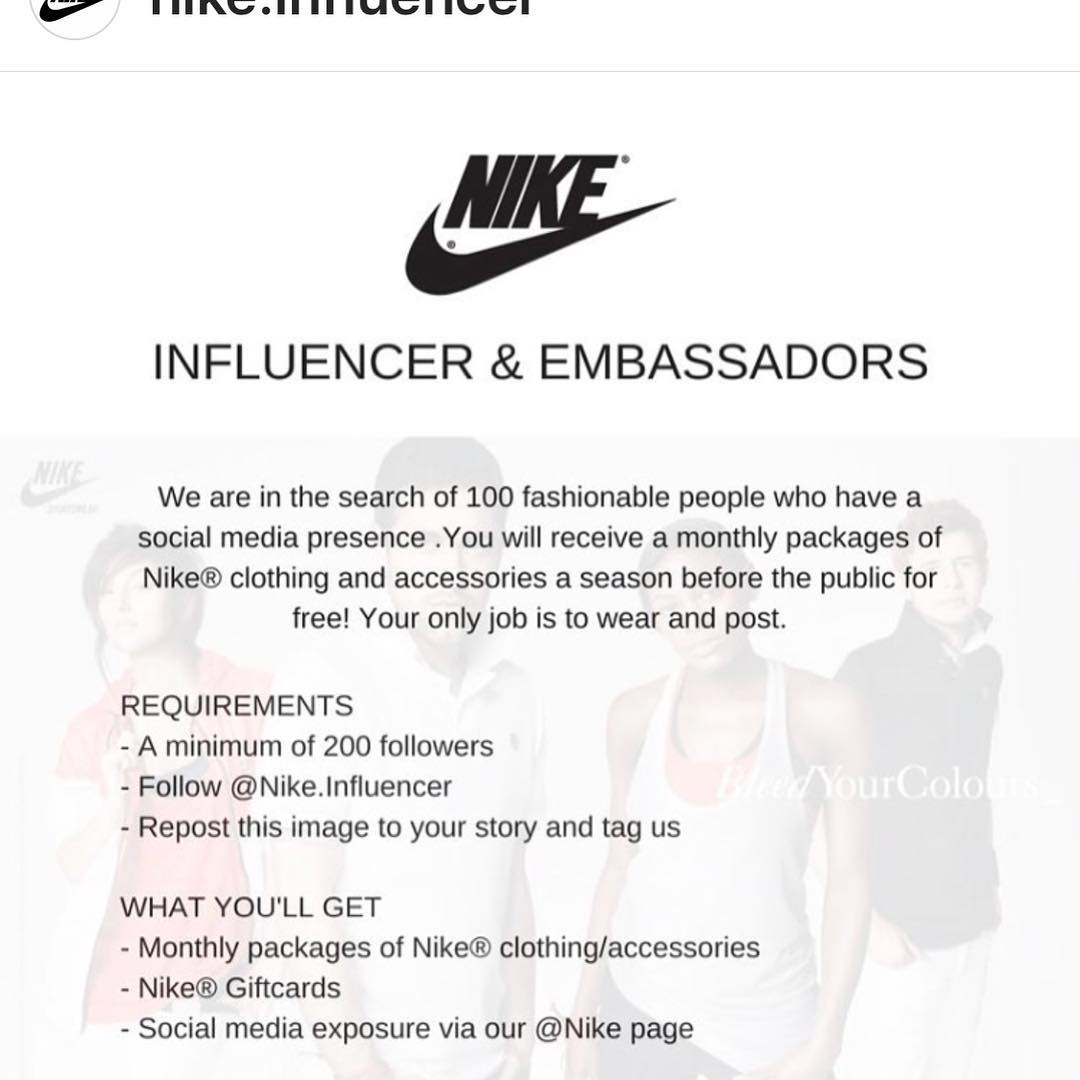 nike.influencer
NIKE
INFLUENCER & EMBASSADORS
NIKE
We are in the search of 100 fashionable people who have a
social media presence .You will receive a monthly packages of
Nike® clothing and accessories a season before the public for
free! Your only job is to wear and post.
REQUIREMENTS
- A minimum of 200 followers
- Follow @Nike.Influencer
BleedYourColours_
- Repost this image to your story and tag us
WHAT YOU'LL GET
- Monthly packages of Nike® clothing/accessories
- Nike® Giftcards
- Social media exposure via our @Nike page